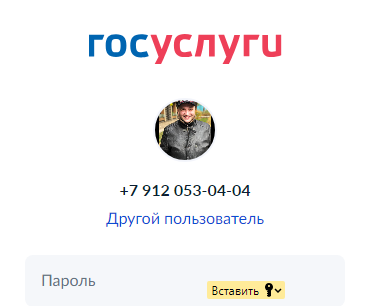 госуслуги
+7 912 053-04-04
Другой пользователь
Пароль
Вставить